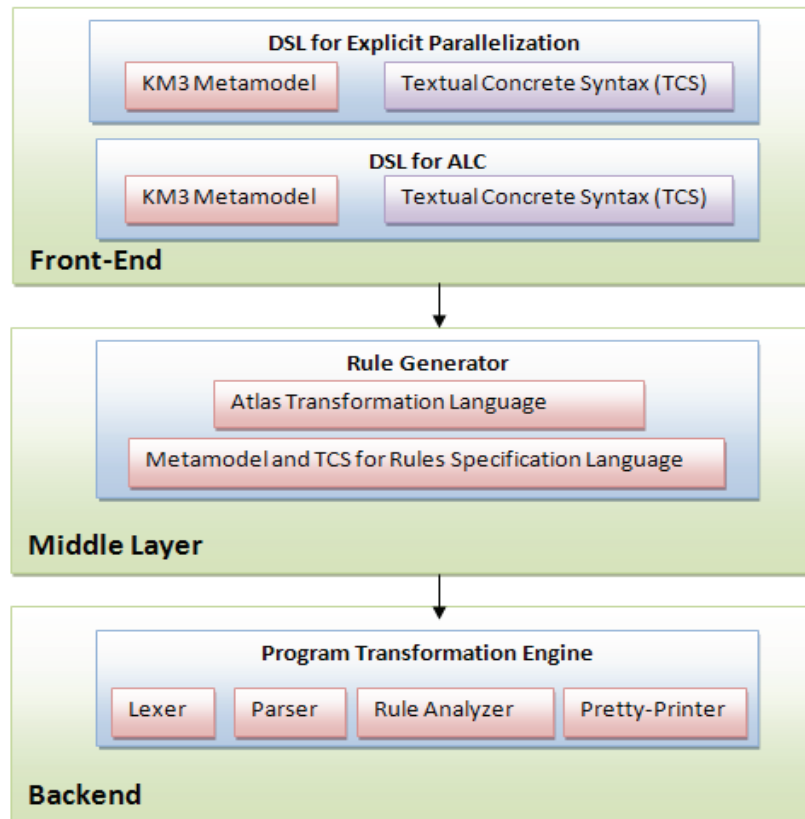 DSL for Explicit Parallelization
KM3 Metamodel
Textual Concrete Syntax (TCS)
DSL for ALC
KM3 Metamodel
Textual Concrete Syntax (TCS)
Front-End
Rule Generator
Atlas Transformation Language
Metamodel and TCS for Rules Specification Language
Middle Layer
Program Transformation Engine
Lexer
Parser
Rule Analyzer
Pretty-Printer
Backend